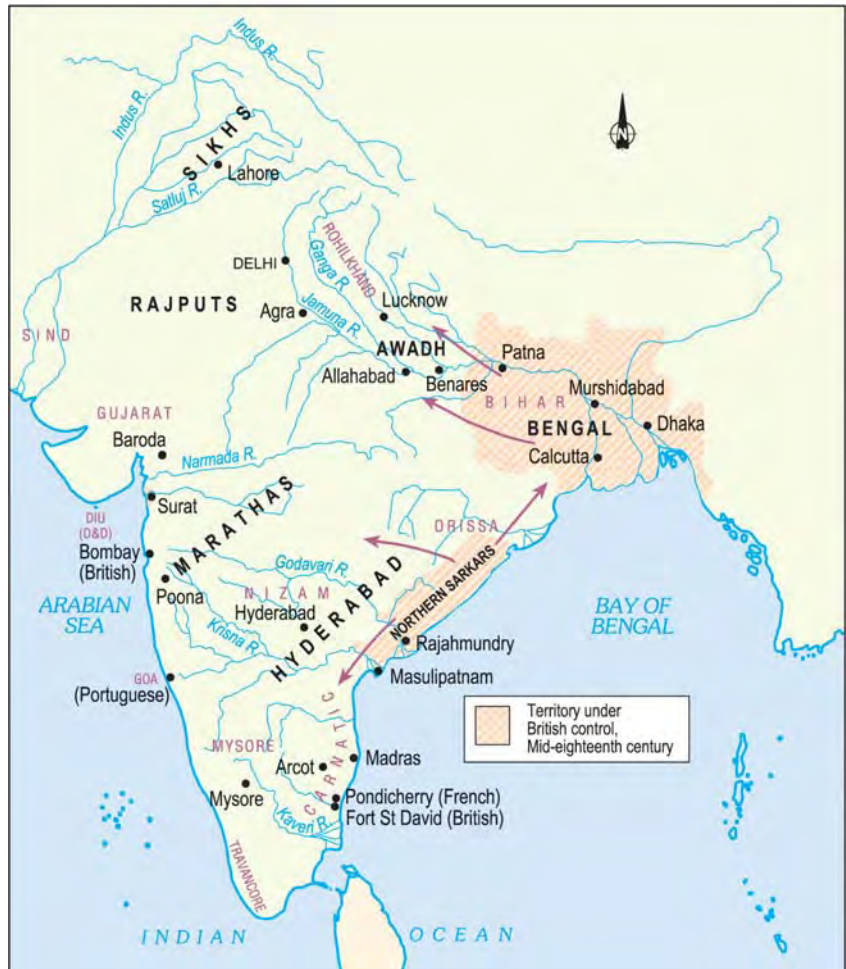 Indus R.
Indus R.
SIKHS
Lahore
Satluj R.
N
DELHI
ROHILKHAND
Ganga R.
Lucknow
RAJPUTS
Agra
Jamuna R.
SIND
AWADH
Patna
Allahabad
Benares
BIHAR
Murshidabad
GUJARAT
BENGAL
Dhaka
Baroda
Calcutta
Narmada R.
Surat
MARATHAS
DIU
(D&D)
ORISSA
Bombay
(British)
Godavari R.
NORTHERN SARKARS
Poona
NIZAM
ARABIAN
SEA
Hyderabad
HYDERABAD
BAY OF
BENGAL
Krisna R.
Rajahmundry
GOA
(Portuguese)
Masulipatnam
Territory under
British control,
Mid-eighteenth century
CARNATIC
MYSORE
Madras
Arcot
Mysore
Pondicherry (French)
Kaveri R.
Fort St David (British)
TRAVANCORE
INDIAN OCEAN